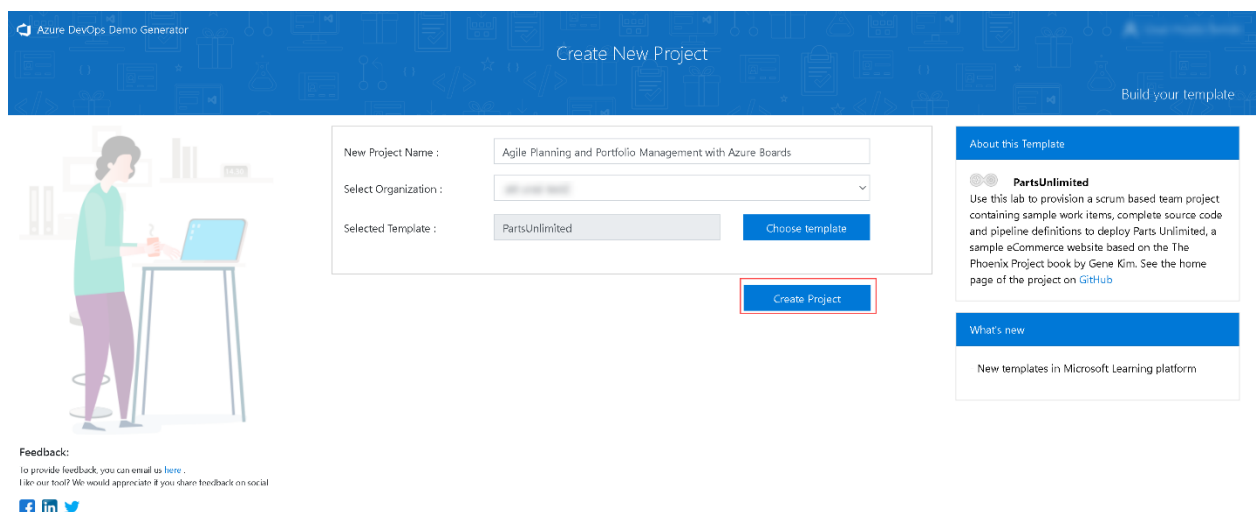 Azure DevOps Demo Generator
Create New Project
Build your template
New Project Name :
Agile Planning and Portfolio Management with Azure Boards
Select Organization :
Selected Template :
PartsUnlimited
Choose template
Create Project
About this Template
PartsUnlimited
Use this lab to provision a scrum based team project
containing sample work items, complete source code
and pipeline definitions to deploy Parts Unlimited, a
sample eCommerce website based on the The
Phoenix Project book by Gene Kim. See the home
page of the project on GitHub
What's new
New templates in Microsoft Learning platform
Feedback:
To provide feedback, you can email us here .
Like our tool? We would appreciate if you share feedback on social